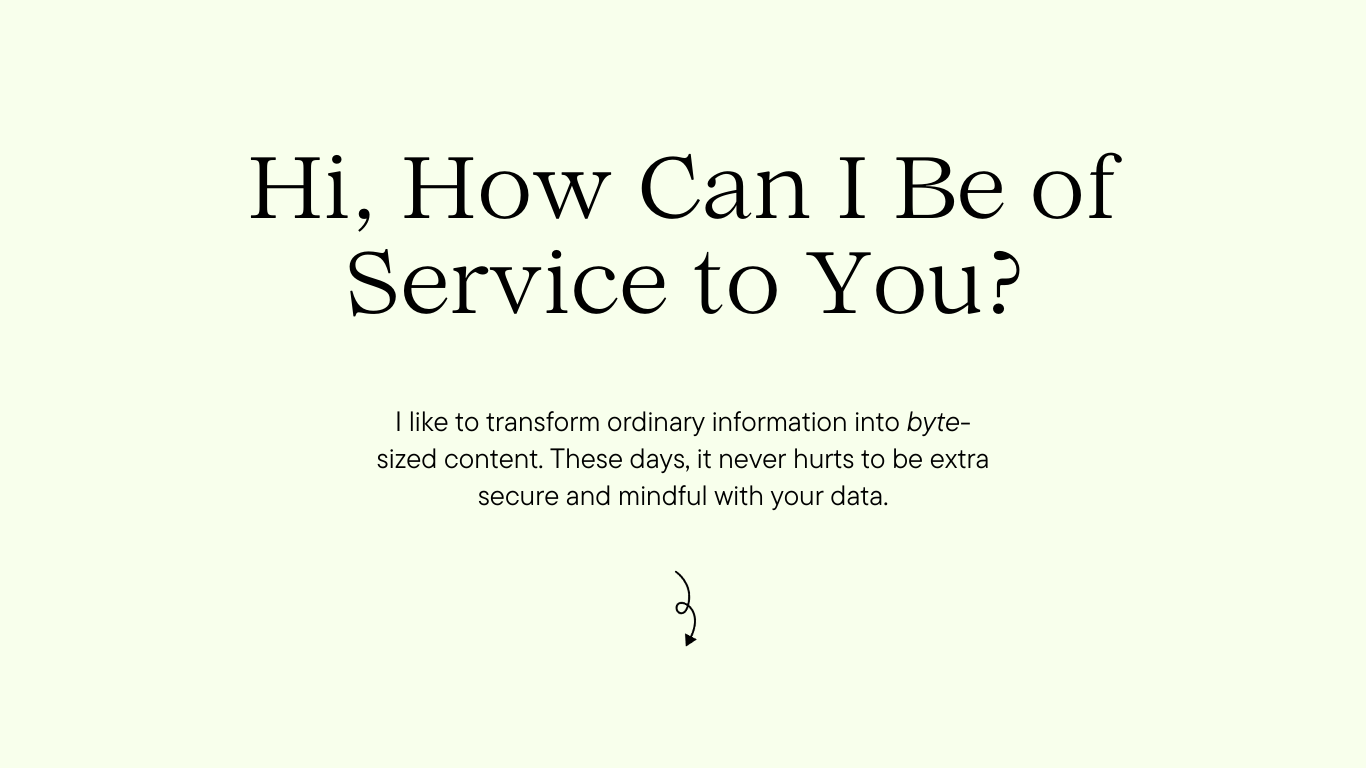 Hi, How Can I Be of
Service to You?
I like to transform ordinary information into byte-
sized content. These days, it never hurts to be extra
secure and mindful with your data.